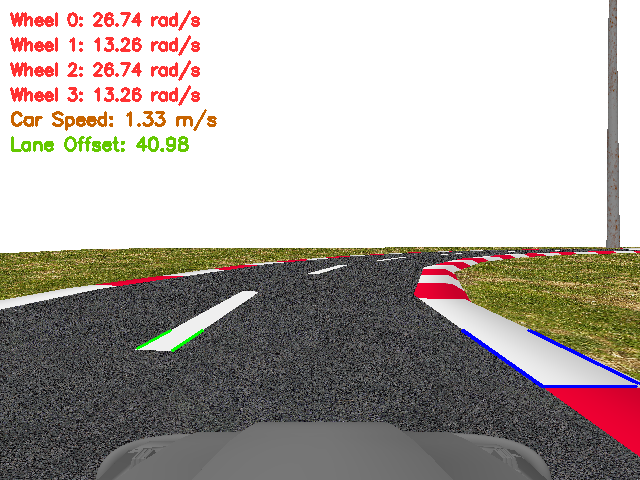 Wheel 0: 26.74 rad/s
Wheel 1: 13.26 rad/s
Wheel 2: 26.74 rad/s
Wheel 3: 13.26 rad/s
Car Speed: 1.33 m/s
Lane Offset: 40.98